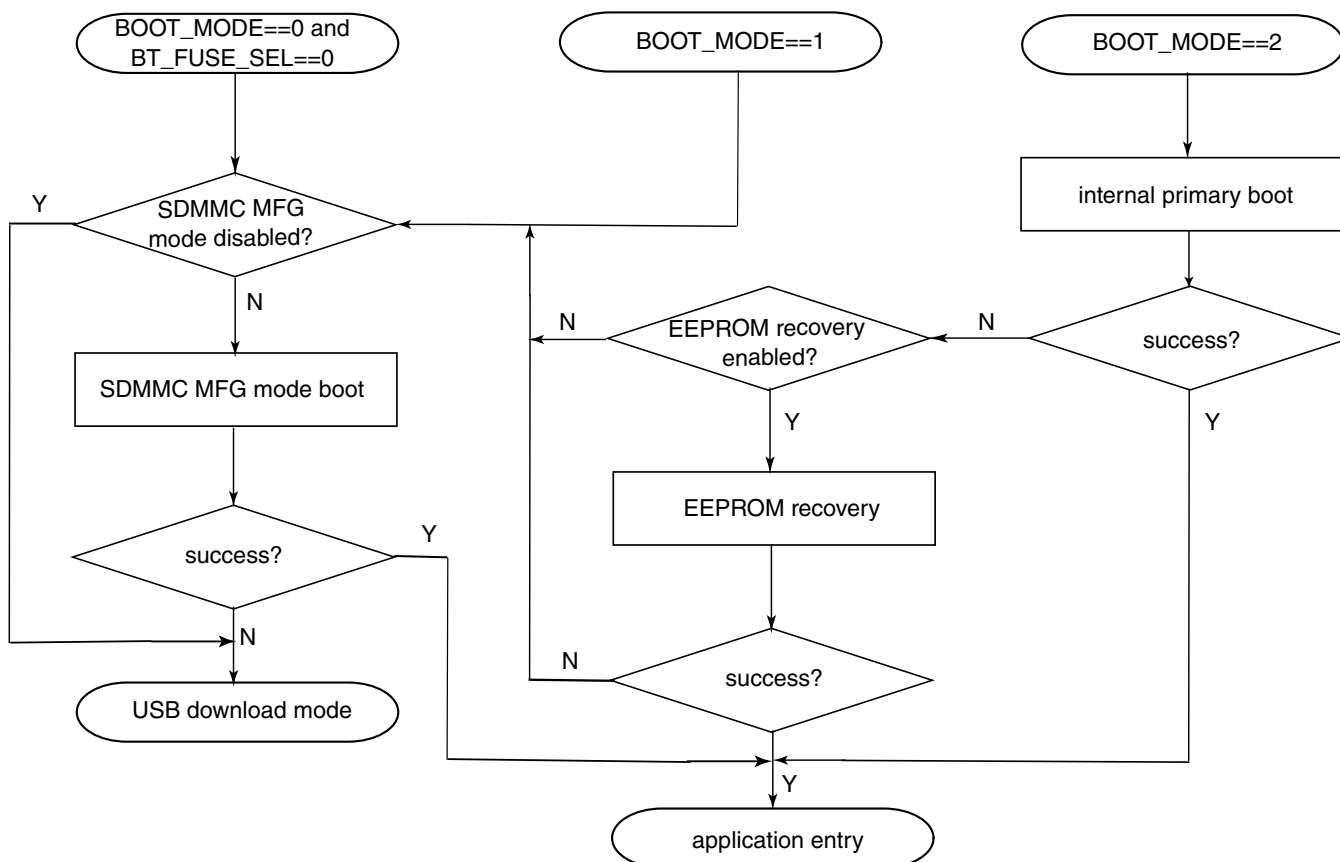 BOOT_MODE==0 and
BT_FUSE_SEL==0
BOOT_MODE==1
BOOT_MODE==2
internal primary boot
Y
SDMMC MFG
mode disabled?
N
EEPROM recovery
enabled?
N
N
success?
SDMMC MFG mode boot
Y
Y
EEPROM recovery
success?
Y
N
N
success?
USB download mode
Y
application entry